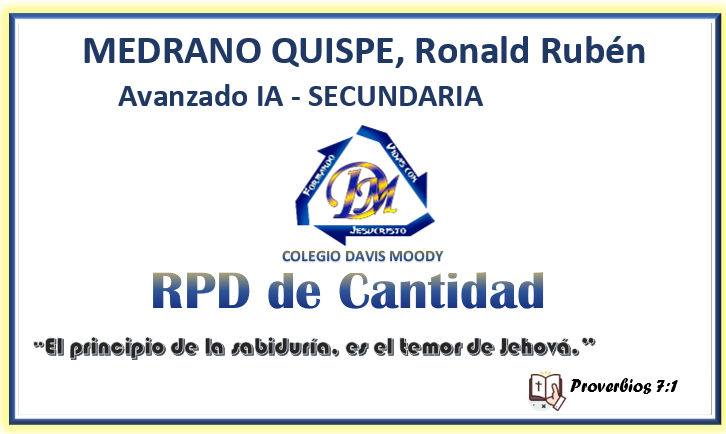 MEDRANO QUISPE, Ronald Rubén
Avanzado IA - SECUNDARIA
FORMANDO
VIDAS CON
DM
JESUCRISTO
COLEGIO DAVIS MOODY
RPD de Cantidad
"El principio de la sabiduría, es el temor de Jehová."
Proverbios 7:1